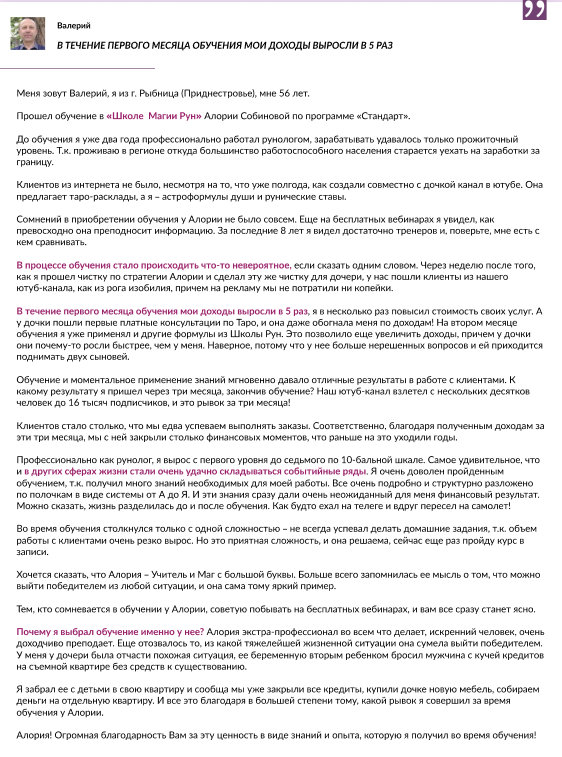 Валерий
В ТЕЧЕНИЕ ПЕРВОГО МЕСЯЦА ОБУЧЕНИЯ МОИ ДОХОДЫ ВЫРОСЛИ В 5 РАЗ
Меня зовут Валерий, я из г. Рыбница (Приднестровье), мне 56 лет.
Прошел обучение в «Школе Магии Рун» Алории Собиновой по программе «Стандарт».
До обучения я уже два года профессионально работал рунологом, зарабатывать удавалось только прожиточный
уровень. Т.к. проживаю в регионе откуда большинство работоспособного населения старается уехать на заработки за
границу.
Клиентов из интернета не было, несмотря на то, что уже полгода, как создали совместно с дочкой канал в ютубе. Она
предлагает таро-расклады, а я – астроформулы души и рунические ставы.
Сомнений в приобретении обучения у Алории не было совсем. Еще на бесплатных вебинарах я увидел, как
превосходно она преподносит информацию. За последние 8 лет я видел достаточно тренеров и, поверьте, мне есть с
кем сравнивать.
В процессе обучения стало происходить что-то невероятное, если сказать одним словом. Через неделю после того,
как я прошел чистку по стратегии Алории и сделал эту же чистку для дочери, у нас пошли клиенты из нашего
ютуб-канала, как из рога изобилия, причем на рекламу мы не потратили ни копейки.
В течение первого месяца обучения мои доходы выросли в 5 раз, я в несколько раз повысил стоимость своих услуг. А
у дочки пошли первые платные консультации по Таро, и она даже обогнала меня по доходам! На втором месяце
обучения я уже применял и другие формулы из Школы Рун. Это позволило еще увеличить доходы, причем у дочки
они почему-то росли быстрее, чем у меня. Наверное, потому что у нее больше нерешенных вопросов и ей приходится
поднимать двух сыновей.
Обучение и моментальное применение знаний мгновенно давало отличные результаты в работе с клиентами. К
какому результату я пришел через три месяца, закончив обучение? Наш ютуб-канал взлетел с нескольких десятков
человек до 16 тысяч подписчиков, и это рывок за три месяца!
Клиентов стало столько, что мы едва успеваем выполнять заказы. Соответственно, благодаря полученным доходам за
эти три месяца, мы с ней закрыли столько финансовых моментов, что раньше на это уходили годы.
Профессионально как рунолог, я вырос с первого уровня до седьмого по 10-бальной шкале. Самое удивительное, что
и в других сферах жизни стали очень удачно складываться событийные ряды. Я очень доволен пройденным
обучением, т.к. получил много знаний необходимых для моей работы. Все очень подробно и структурно разложено
по полочкам в виде системы от А до Я. И эти знания сразу дали очень неожиданный для меня финансовый результат.
Можно сказать, жизнь разделилась до и после обучения. Как будто ехал на телеге и вдруг пересел на самолет!
Во время обучения столкнулся только с одной сложностью – не всегда успевал делать домашние задания, т.к. объем
работы с клиентами очень резко вырос. Но это приятная сложность, и она решаема, сейчас еще раз пройду курс в
записи.
Хочется сказать, что Алория – Учитель и Маг с большой буквы. Больше всего запомнилась ее мысль о том, что можно
выйти победителем из любой ситуации, и она сама тому яркий пример.
Тем, кто сомневается в обучении у Алории, советую побывать на бесплатных вебинарах, и вам все сразу станет ясно.
Почему я выбрал обучение именно у нее? Алория экстра-профессионал во всем что делает, искренний человек, очень
доходчиво преподает. Еще отозвалось то, из какой тяжелейшей жизненной ситуации она сумела выйти победителем.
У меня у дочери была отчасти похожая ситуация, ее беременную вторым ребенком бросил мужчина с кучей кредитов
на съемной квартире без средств к существованию.
Я забрал ее с детьми в свою квартиру и сообща мы уже закрыли все кредиты, купили дочке новую мебель, собираем
деньги на отдельную квартиру. И все это благодаря в большей степени тому, какой рывок я совершил за время
обучения у Алории.
Алория! Огромная благодарность Вам за эту ценность в виде знаний и опыта, которую я получил во время обучения!